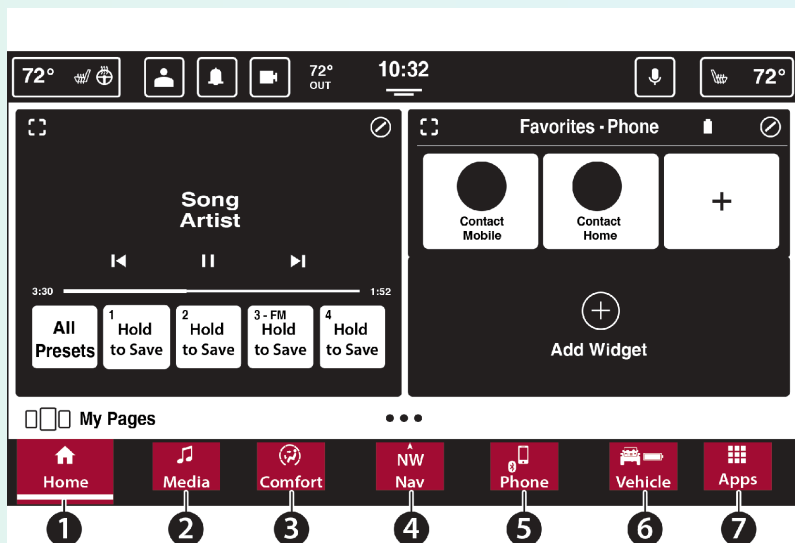 72°
72°
OUT
10:32
72°
Song
Artist
3:30
1:52
All
Presets
1
Hold
to Save
2
Hold
to Save
3 - FM
Hold
to Save
4
Hold
to Save
Favorites - Phone
Contact
Mobile
Contact
Home
+
Add Widget
My Pages
Home
Media
Comfort
NW
Nav
Phone
Vehicle
Apps
1
2
3
4
5
6
7